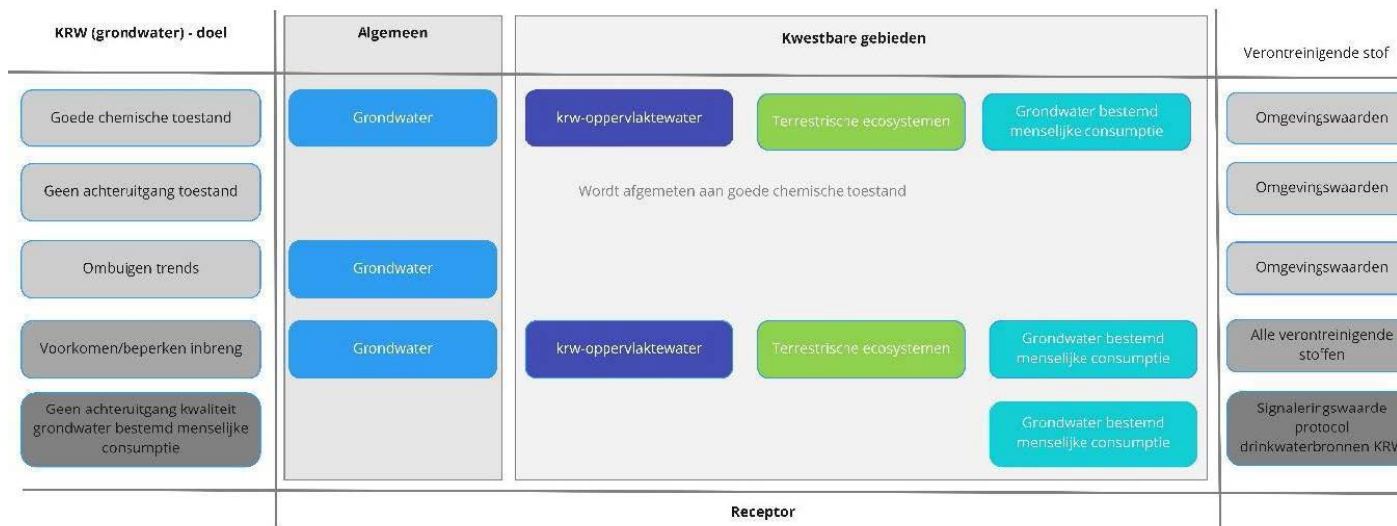 KRW (grondwater) - doel
Algemeen
Kwestbare gebieden
Verontreinigende stof
Goede chemische toestand
Grondwater
krw-oppervlaktewater
Terrestrische ecosystemen
Grondwater bestemd
menselijke consumptie
Omgevingswaarden
Geen achteruitgang toestand
Wordt afgemeten aan goede chemische toestand
Omgevingswaarden
Ombuigen trends
Grondwater
Omgevingswaarden
Voorkomen/beperken inbreng
Grondwater
krw-oppervlaktewater
Terrestrische ecosystemen
Grondwater bestemd
menselijke consumptie
Alle verontreinigende
stoffen
Geen achteruitgang kwaliteit
grondwater bestemd menselijke
consumptie
Grondwater bestemd
menselijke consumptie
Signaleringswaarde
protocol
drinkwaterbronnen KRW
Receptor